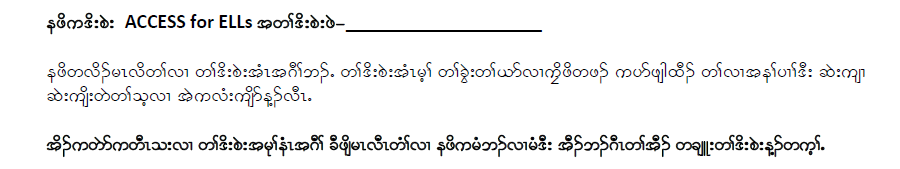 နဖိကဒိးစဲး ACCESS for ELLs အတၢ်ဒိးစဲးဖဲ–____________________
နဖိတလိၣ်မၤလိတၢ်လၢ တၢ်ဒိးစဲးအံၤအဂီၢ်ဘၣ်. တၢ်ဒိးစဲးအံၤမ့ၢ် တၢ်ခွဲးတၢ်ယာ်လၢကၠိဖိတဖၣ် ကဟ်ဖျါထီၣ် တၢ်လၢအနၢ်ပၢၢ်ဒီး ဆဲးကျၢ
ဆဲးကျိးတဲတၢ်သ့လၢ အဲကလံးကျိာ်န့ၣ်လီၤ.
အိၣ်ကတဲာ်ကတီၤသးလၢ တၢ်ဒိးစဲးအမုၢ်နံၤအဂီၢ် ခီဖျိမၤလီၤတံၢ်လၢ နဖိကမံဘၣ်လၢမံဒီး အီၣ်ဘၣ်ဂီၤတၢ်အီၣ် တချုးတၢ်ဒိးစဲးန့ၣ်တက့ၢ်.